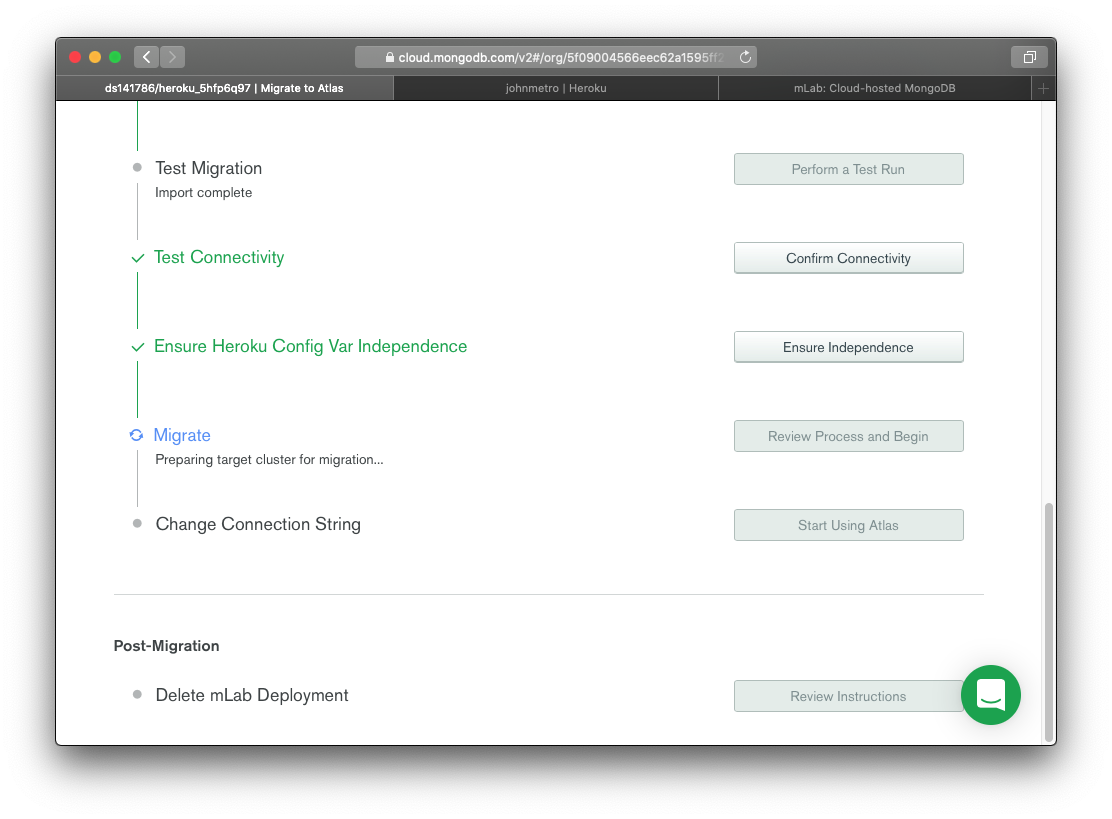 cloud.mongodb.com/v2#/org/5f09004566eec62a1595ff2
ds141786/heroku_5hfp6q97 | Migrate to Atlas
johnmetro | Heroku
mLab: Cloud-hosted MongoDB
Test Migration
Perform a Test Run
Import complete
Test Connectivity
Confirm Connectivity
Ensure Heroku Config Var Independence
Ensure Independence
Migrate
Review Process and Begin
Preparing target cluster for migration...
Change Connection String
Start Using Atlas
Post-Migration
Delete mLab Deployment
Review Instructions